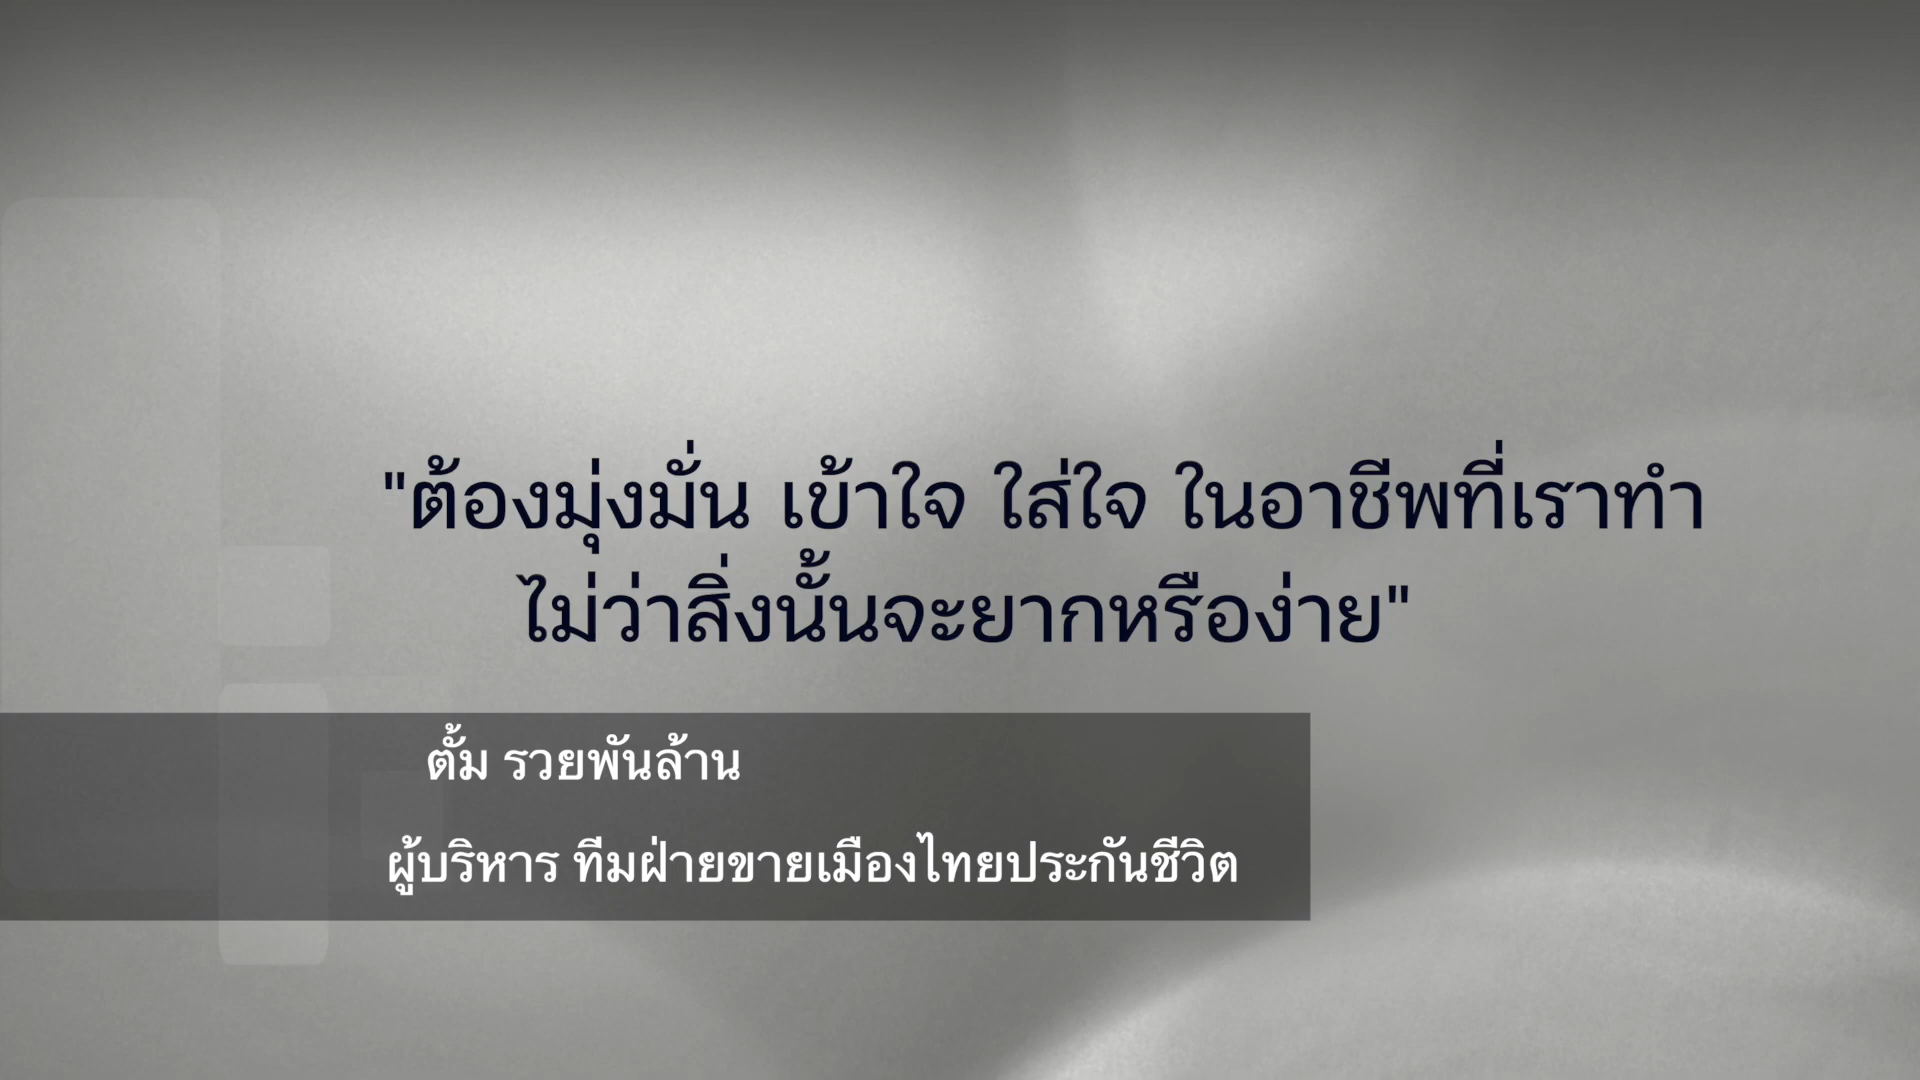 "ต้องมุ่งมั่น เข้าใจ ใส่ใจ ในอาชีพที่เราทำ
ไม่ว่าสิ่งนั้นจะยากหรือง่าย"
ตั้ม รวยพันล้าน
ผู้บริหาร ทีมฝ่ายขายเมืองไทยประกันชีวิต